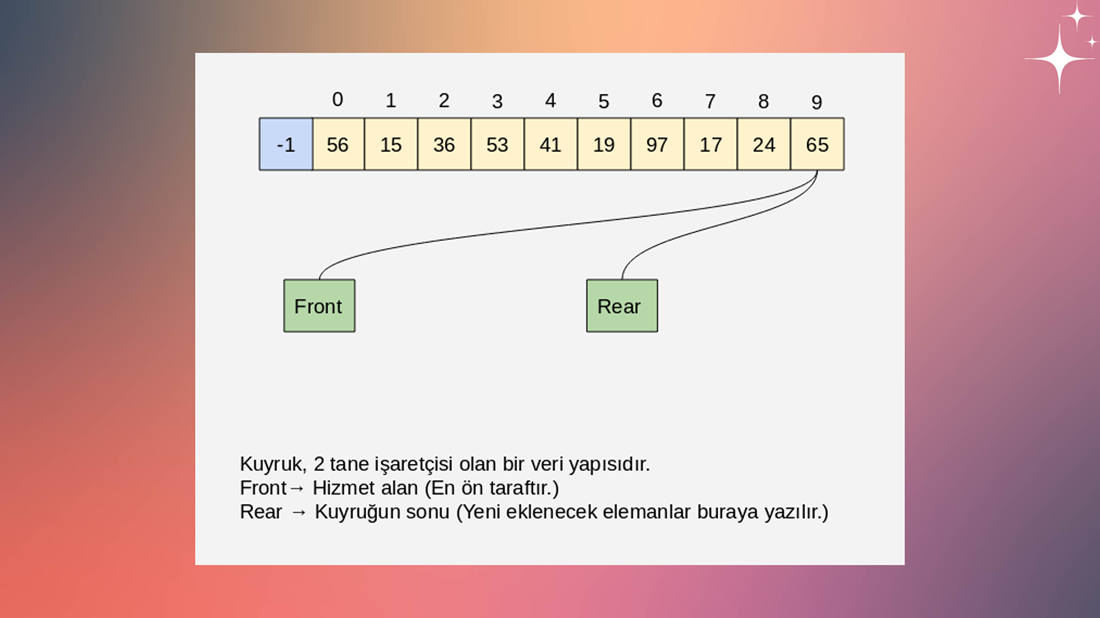 0 1 2 3 4 5 6 7 8 9
-1 56 15 36 53 41 19 97 17 24 65
Front Rear
Kuyruk, 2 tane işaretçisi olan bir veri yapısıdır.
Front→ Hizmet alan (En ön taraftır.)
Rear → Kuyruğun sonu (Yeni eklenecek elemanlar buraya yazılır.)